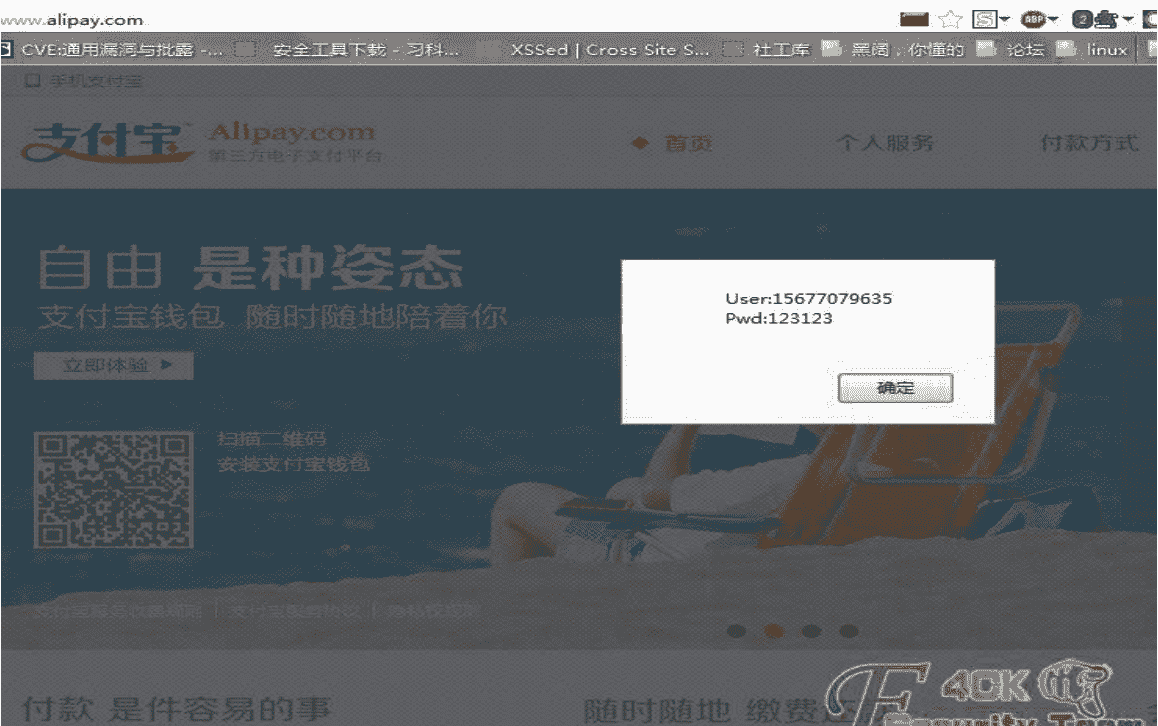 www.alipay.com
CVE:通用漏洞与批露 -... 安全工具下载 - 习科... XSSed | Cross Site S... 社工库 黑阔，你懂的 论坛 linux
手机支付宝
支付宝 Alipay.com
第三方电子支付平台
首页 个人服务 付款方式
自由 是种姿态
支付宝钱包 随时随地陪着你
立即体验
扫描二维码
安装支付宝钱包
User:15677079635
Pwd:123123
确定
付款 是件容易的事
随时随地 缴费还
F4CK
Security Team